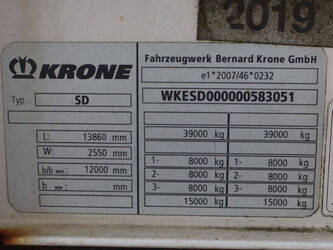 2019
KRONE
Fahrzeugwerk Bernard Krone GmbH
e1*2007/46*0232
Typ SD
WKESD000000583051
L: 13860 mm
W: 2550 mm
b/b MAX: 12000 mm
b MIN: mm
39000 kg 39000 kg
1- 8000 kg 1- 8000 kg
2- 8000 kg 2- 8000 kg
3- 8000 kg 3- 8000 kg
15000 kg 15000 kg